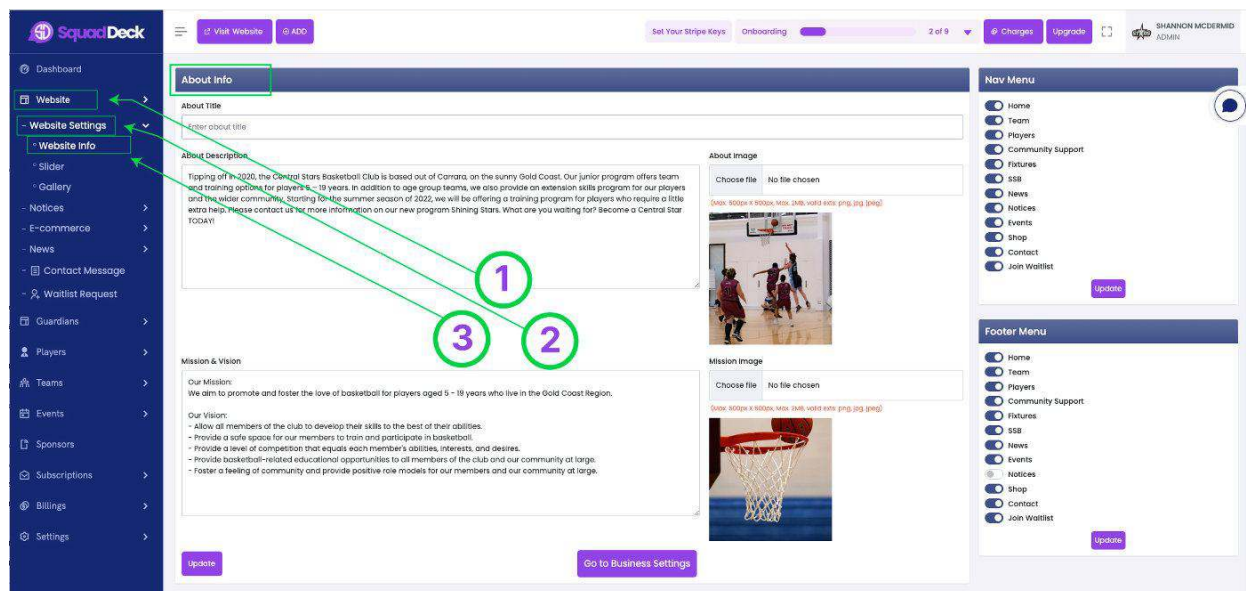 SquadDeck
Visit Website
ADD
Set Your Stripe Keys
Onboarding
2 of 9
Charges
Upgrade
SHANNON MCDERMID
ADMIN
Dashboard
Website
- Website Settings
Website Info
Slider
Gallery
- Notices
- E-commerce
- News
- Contact Message
- Waitlist Request
Guardians
Players
Teams
Events
Sponsors
Subscriptions
Billings
Settings
About Info
About Title
Enter about title
About Description
Tipping off in 2020, the Central Stars Basketball Club is based out of Carrara, on the sunny Gold Coast. Our junior program offers team
and training options for players 5 – 19 years. In addition to age group teams, we also provide an extension skills program for our players
and the wider community. Starting for the summer season of 2022, we will be offering a training program for players who require a little
extra help. Please contact us for more information on our new program Shining Stars. What are you waiting for? Become a Central Star
TODAY!
About Image
Choose file No file chosen
(Max. 500px X 500px, Max. 2MB, valid exts: png, jpg, jpeg)
1
2
3
Mission & Vision
Our Mission:
We aim to promote and foster the love of basketball for players aged 5 - 19 years who live in the Gold Coast Region.
Our Vision:
- Allow all members of the club to develop their skills to the best of their abilities.
- Provide a safe space for our members to train and participate in basketball.
- Provide a level of competition that equals each member's abilities, interests, and desires.
- Provide basketball-related educational opportunities to all members of the club and our community at large.
- Foster a feeling of community and provide positive role models for our members and our community at large.
Mission Image
Choose file No file chosen
(Max. 500px X 500px, Max. 2MB, valid exts: png, jpg, jpeg)
Update
Go to Business Settings
Nav Menu
Home
Team
Players
Community Support
Fixtures
SSB
News
Notices
Events
Shop
Contact
Join Waitlist
Update
Footer Menu
Home
Team
Players
Community Support
Fixtures
SSB
News
Events
Notices
Shop
Contact
Join Waitlist
Update